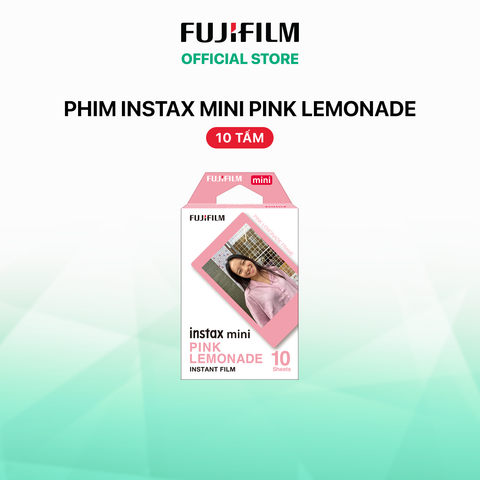 FUJIFILM
OFFICIAL STORE
PHIM INSTAX MINI PINK LEMONADE
10 TẤM
FUJIFILM
mini
FUJIFILM
instax mini
PINK
LEMONADE
INSTANT FILM
10
Sheets